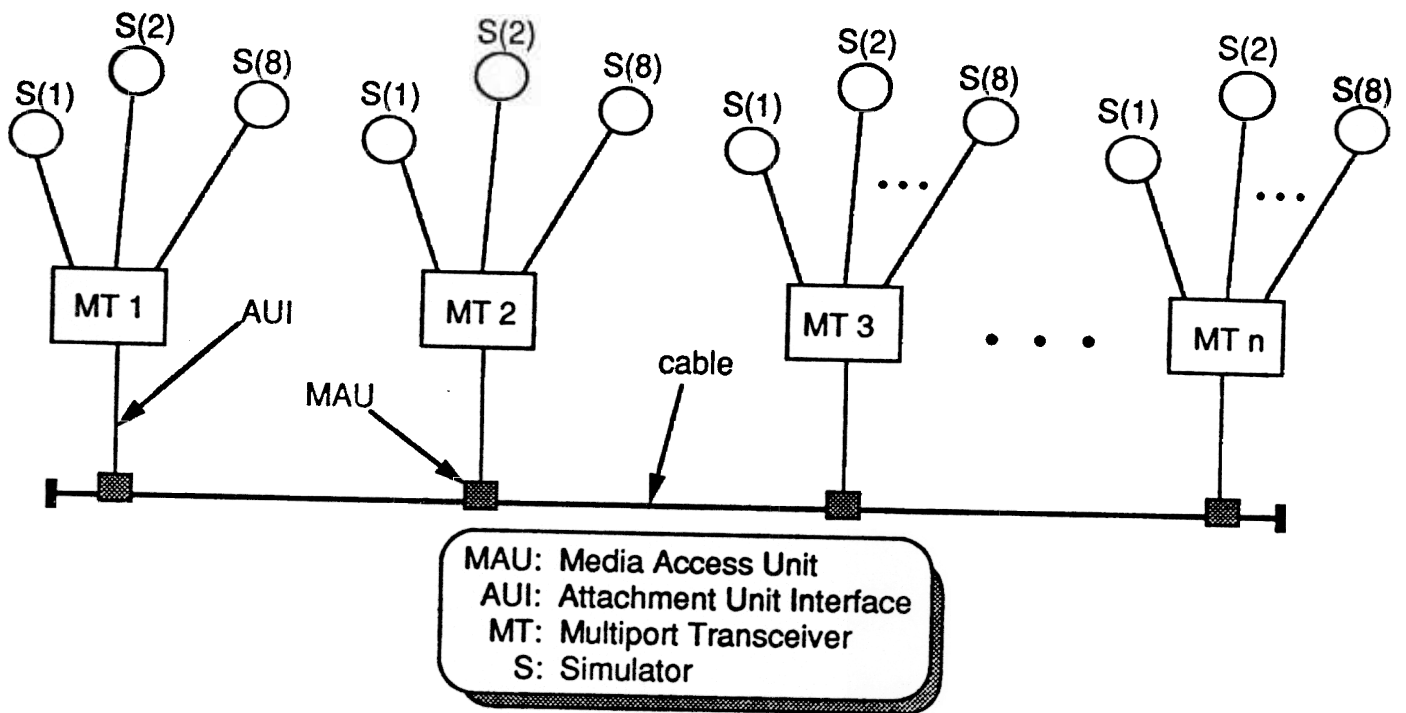 S(2)
S(2)
S(2)
S(2)
S(1)
S(8)
S(1)
S(8)
S(1)
S(8)
S(1)
S(8)
...
...
MT 1
MT 2
MT 3
MT n
. . .
AUI
MAU
cable
MAU: Media Access Unit
AUI: Attachment Unit Interface
MT: Multiport Transceiver
S: Simulator